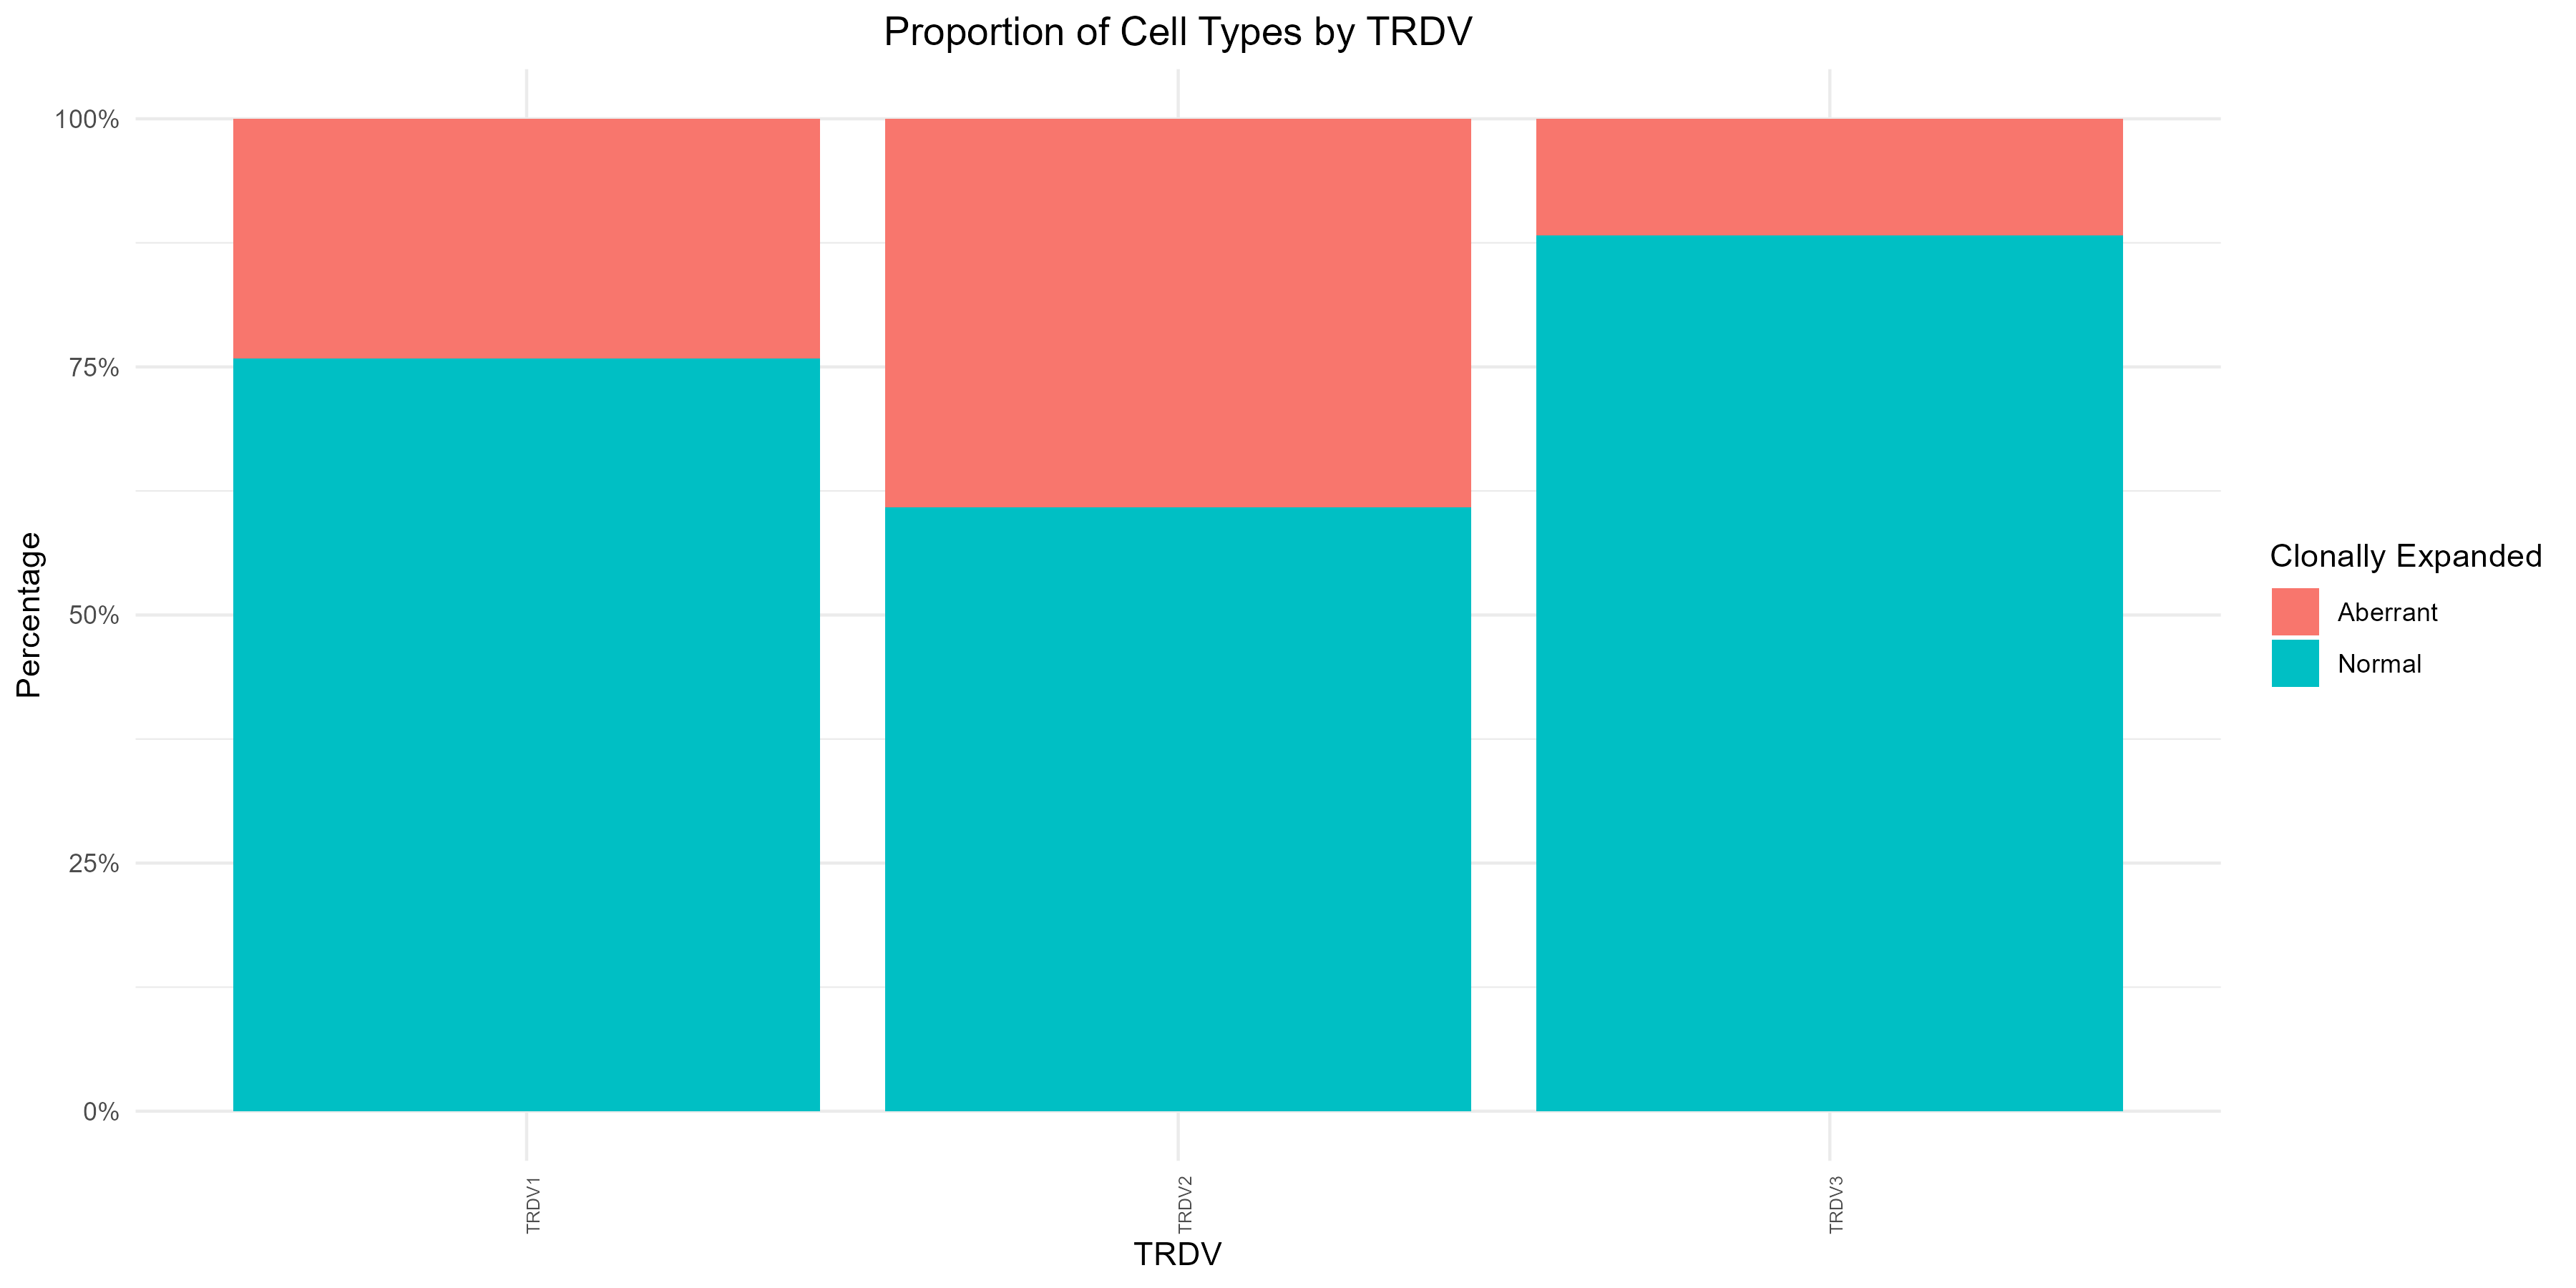 Proportion of Cell Types by TRDV
100%
75%
50%
25%
0%
Percentage
TRDV1
TRDV2
TRDV3
TRDV
Clonally Expanded
Aberrant
Normal